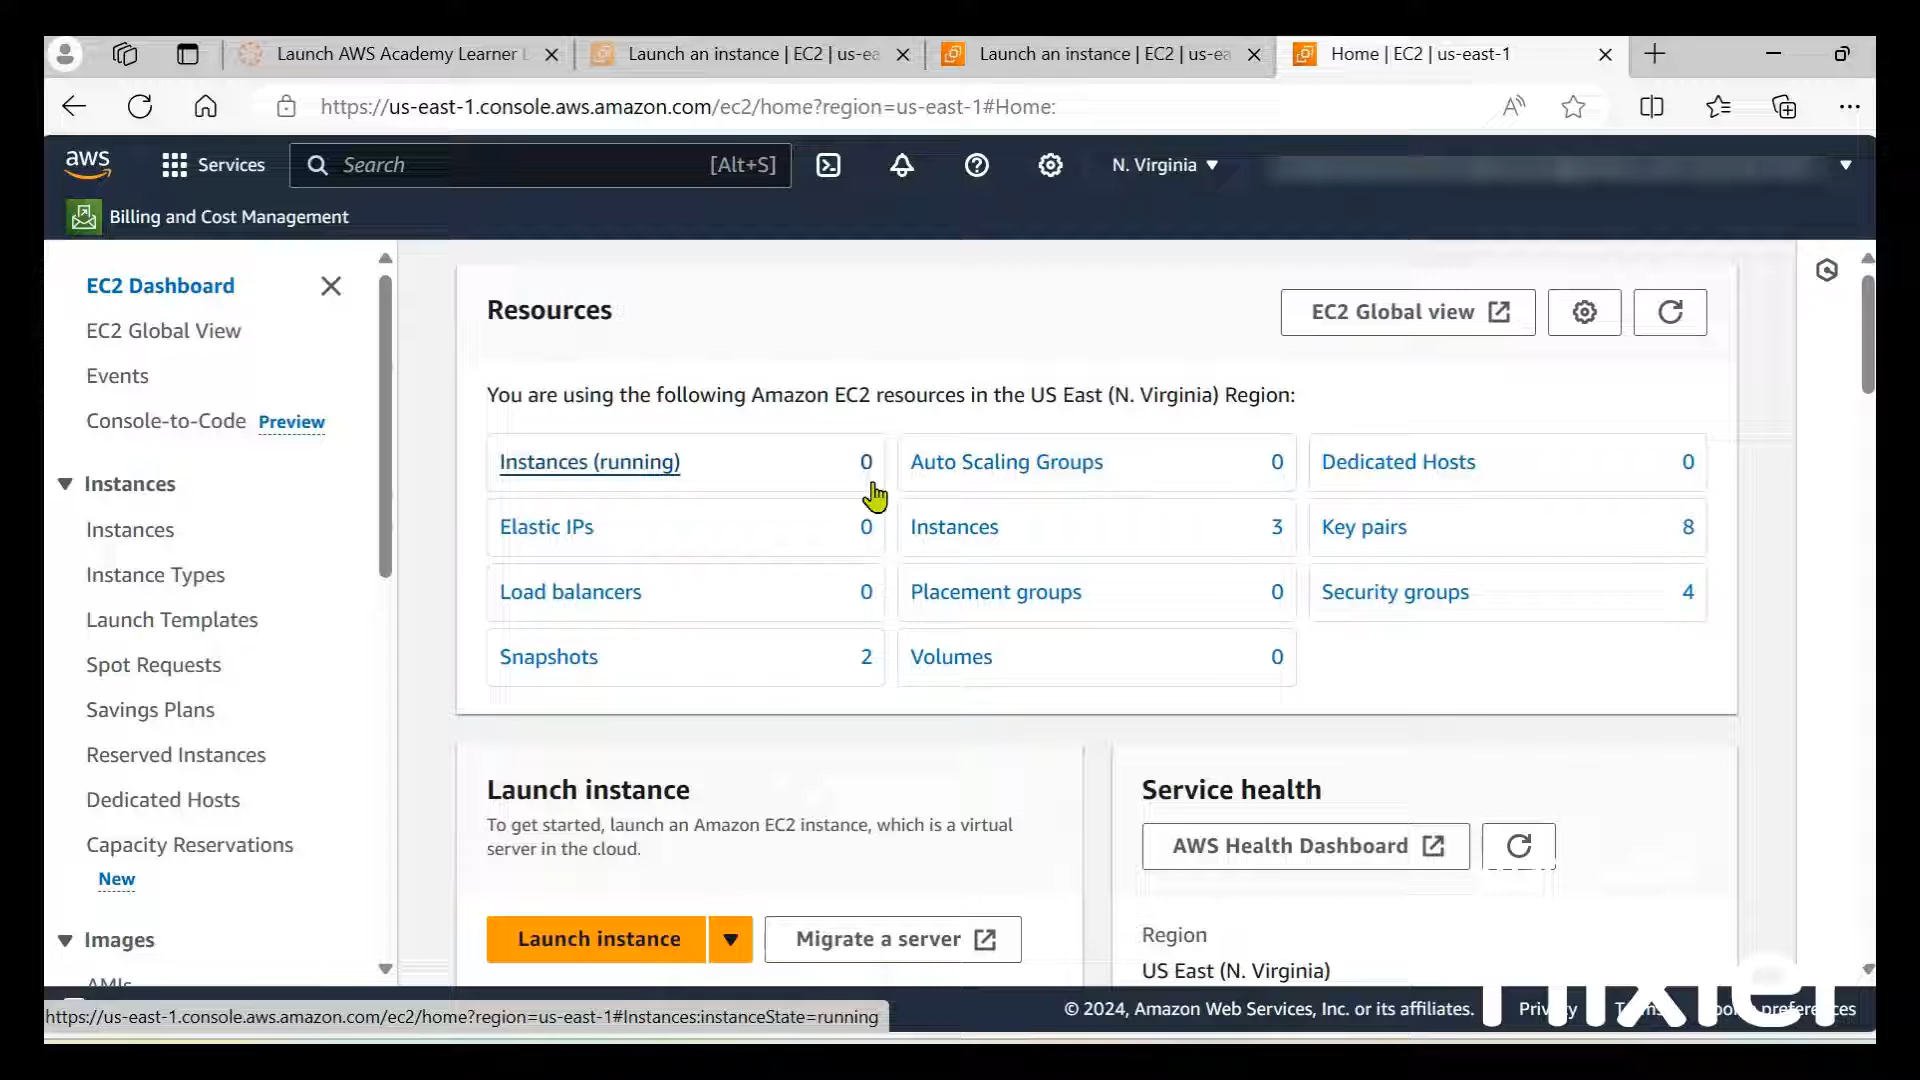 Launch AWS Academy Learner L
Launch an instance | EC2 | us-ea
Launch an instance | EC2 | us-ea
Home | EC2 | us-east-1
https://us-east-1.console.aws.amazon.com/ec2/home?region=us-east-1#Home:
aws
Services
Search
[Alt+S]
N. Virginia
Billing and Cost Management
EC2 Dashboard
EC2 Global View
Events
Console-to-Code Preview
Instances
Instances
Instance Types
Launch Templates
Spot Requests
Savings Plans
Reserved Instances
Dedicated Hosts
Capacity Reservations
New
Images
AMIs
Resources
EC2 Global view
You are using the following Amazon EC2 resources in the US East (N. Virginia) Region:
Instances (running) 0
Auto Scaling Groups 0
Dedicated Hosts 0
Elastic IPs 0
Instances 3
Key pairs 8
Load balancers 0
Placement groups 0
Security groups 4
Snapshots 2
Volumes 0
Launch instance
To get started, launch an Amazon EC2 instance, which is a virtual
server in the cloud.
Launch instance
Migrate a server
Service health
AWS Health Dashboard
Region
US East (N. Virginia)
https://us-east-1.console.aws.amazon.com/ec2/home?region=us-east-1#Instances:instanceState=running
© 2024, Amazon Web Services, Inc. or its affiliates.